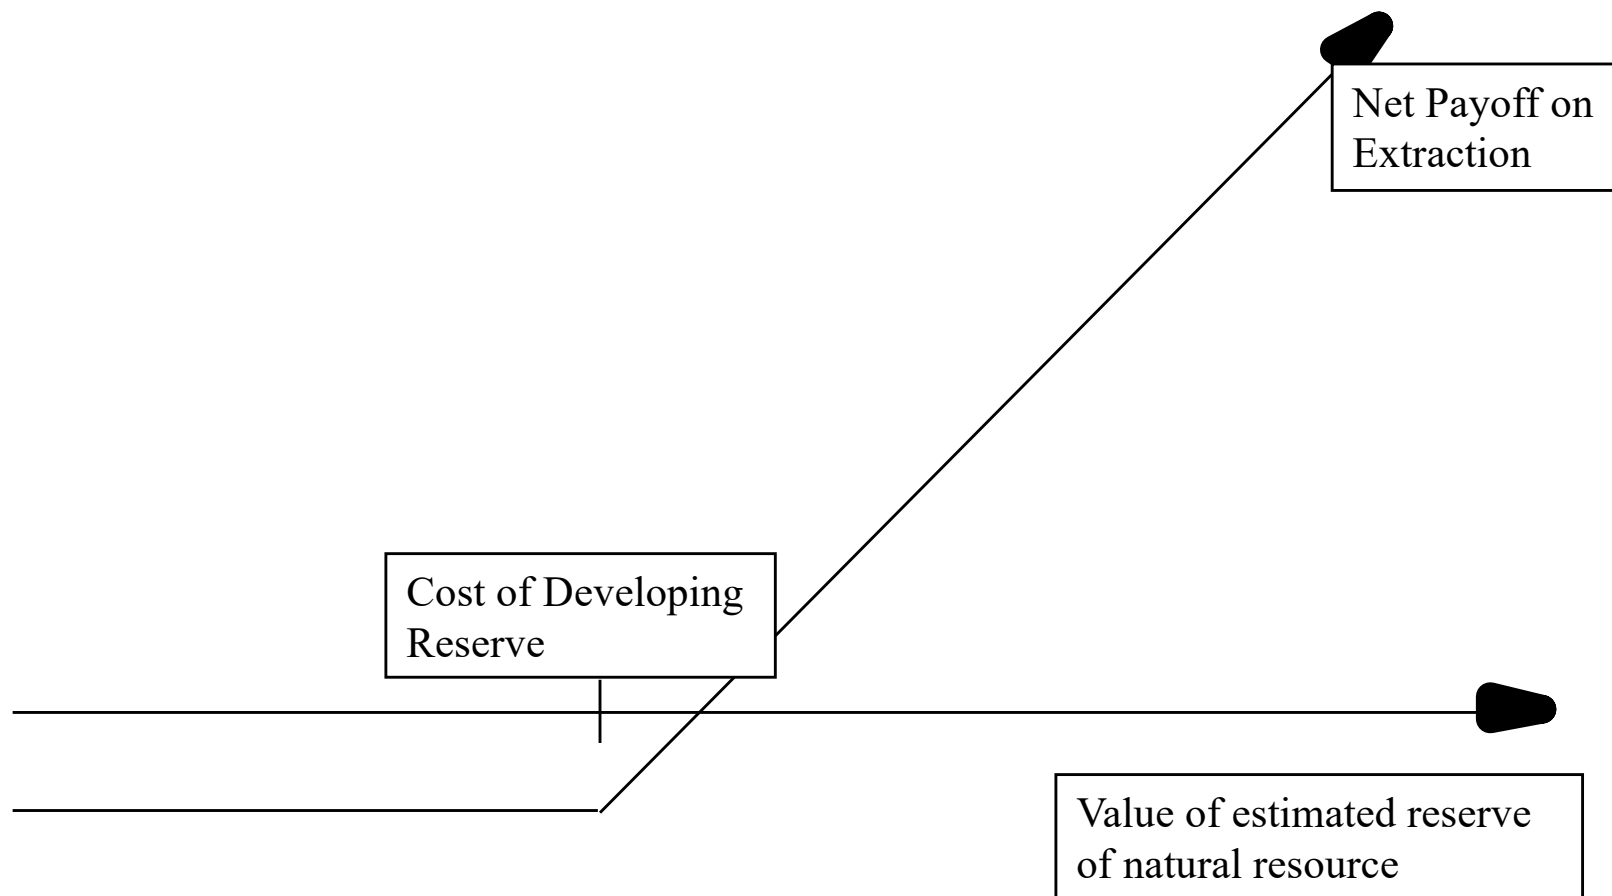 Net Payoff on
Extraction
Cost of Developing
Reserve
Value of estimated reserve
of natural resource